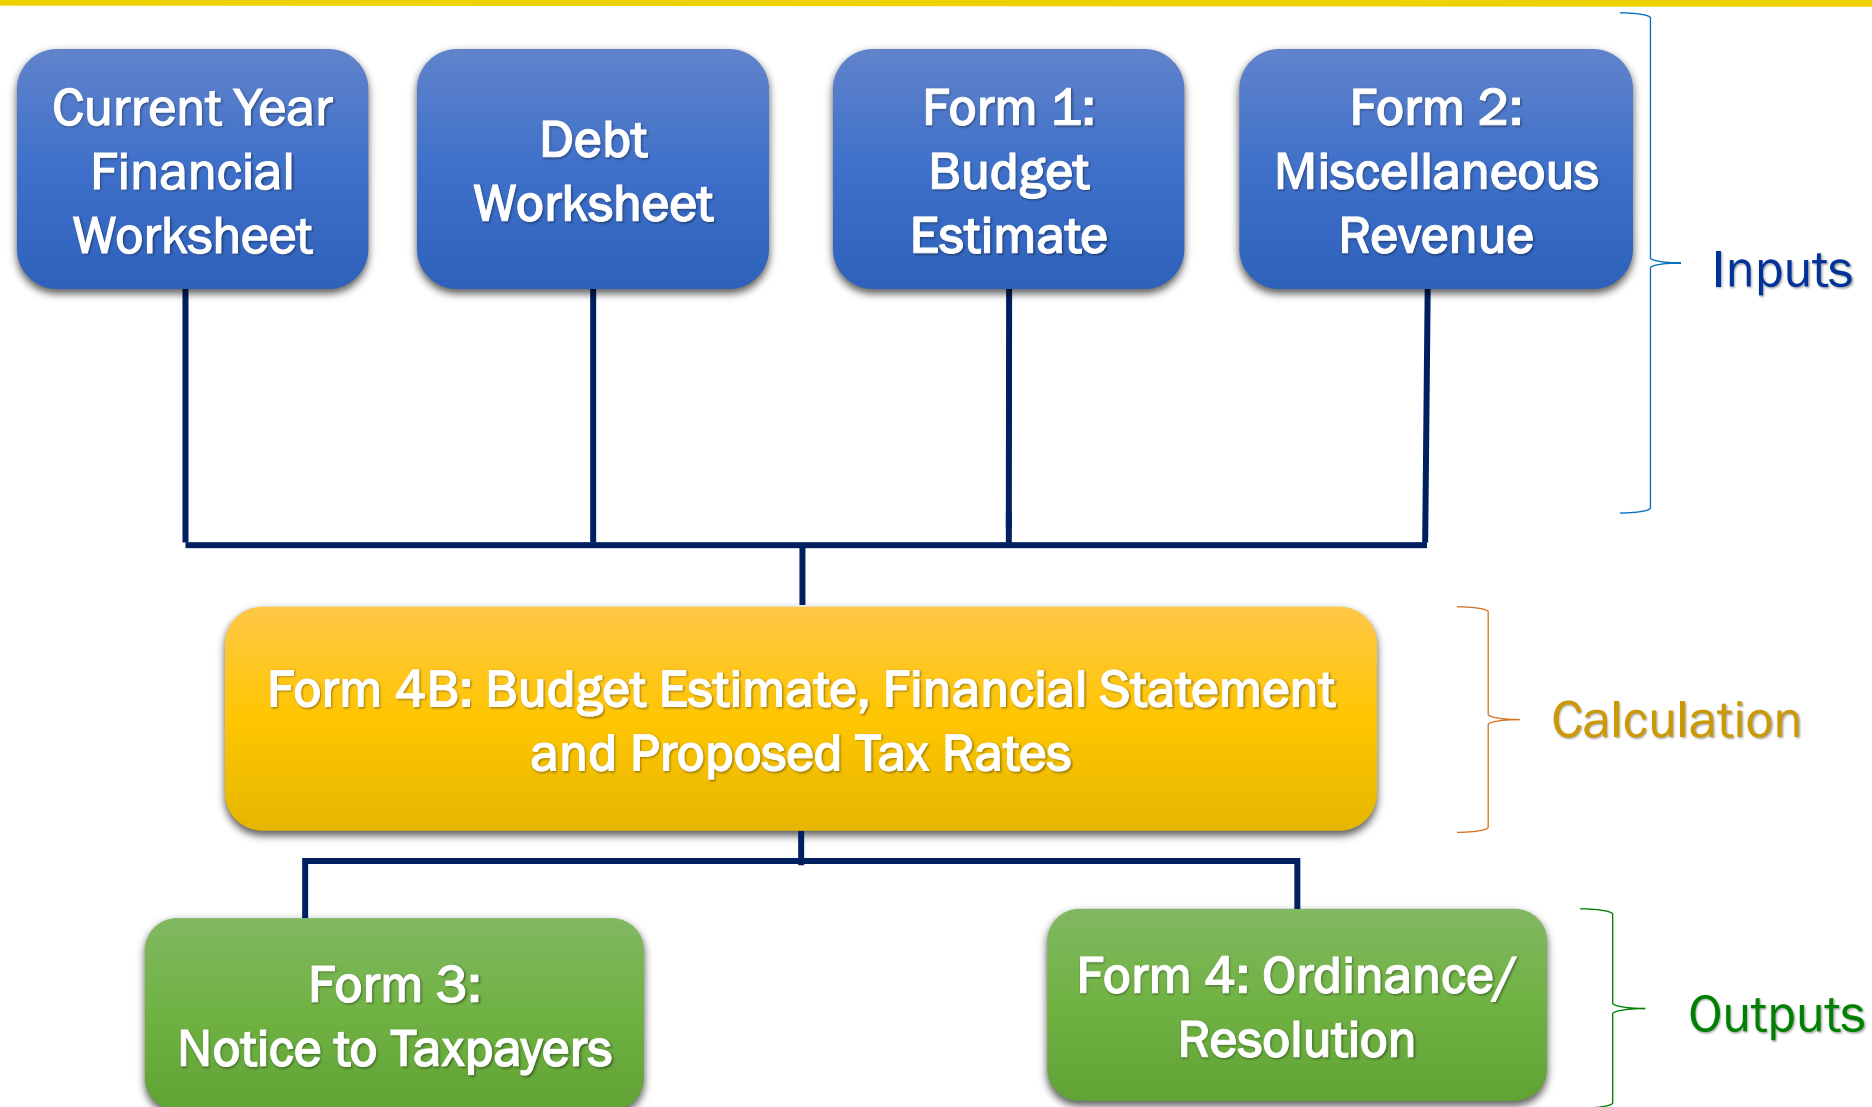 Current Year
Financial
Worksheet
Debt
Worksheet
Form 1:
Budget
Estimate
Form 2:
Miscellaneous
Revenue
Inputs
Form 4B: Budget Estimate, Financial Statement
and Proposed Tax Rates
Calculation
Form 3:
Notice to Taxpayers
Form 4: Ordinance/
Resolution
Outputs